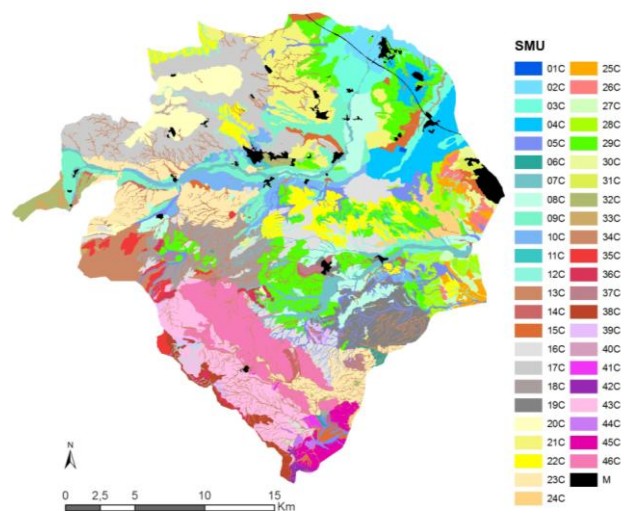 SMU
01C 25C
02C 26C
03C 27C
04C 28C
05C 29C
06C 30C
07C 31C
08C 32C
09C 33C
10C 34C
11C 35C
12C 36C
13C 37C
14C 38C
15C 39C
16C 40C
17C 41C
18C 42C
19C 43C
20C 44C
21C 45C
22C 46C
23C M
24C
N
0 2,5 5 10 15
Km